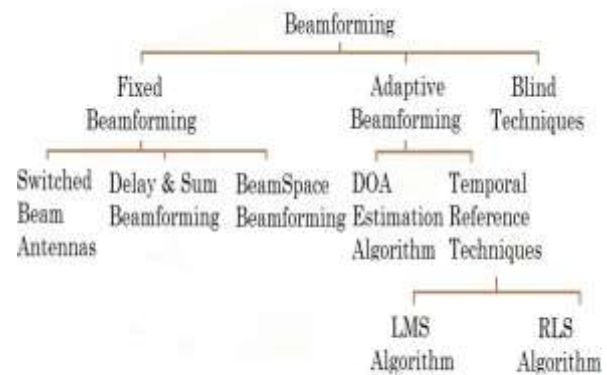 Beamforming
Fixed
Beamforming
Adaptive
Beamforming
Blind
Techniques
Switched
Beam
Antennas
Delay & Sum
Beamforming
BeamSpace
Beamforming
DOA
Estimation
Algorithm
Temporal
Reference
Techniques
LMS
Algorithm
RLS
Algorithm